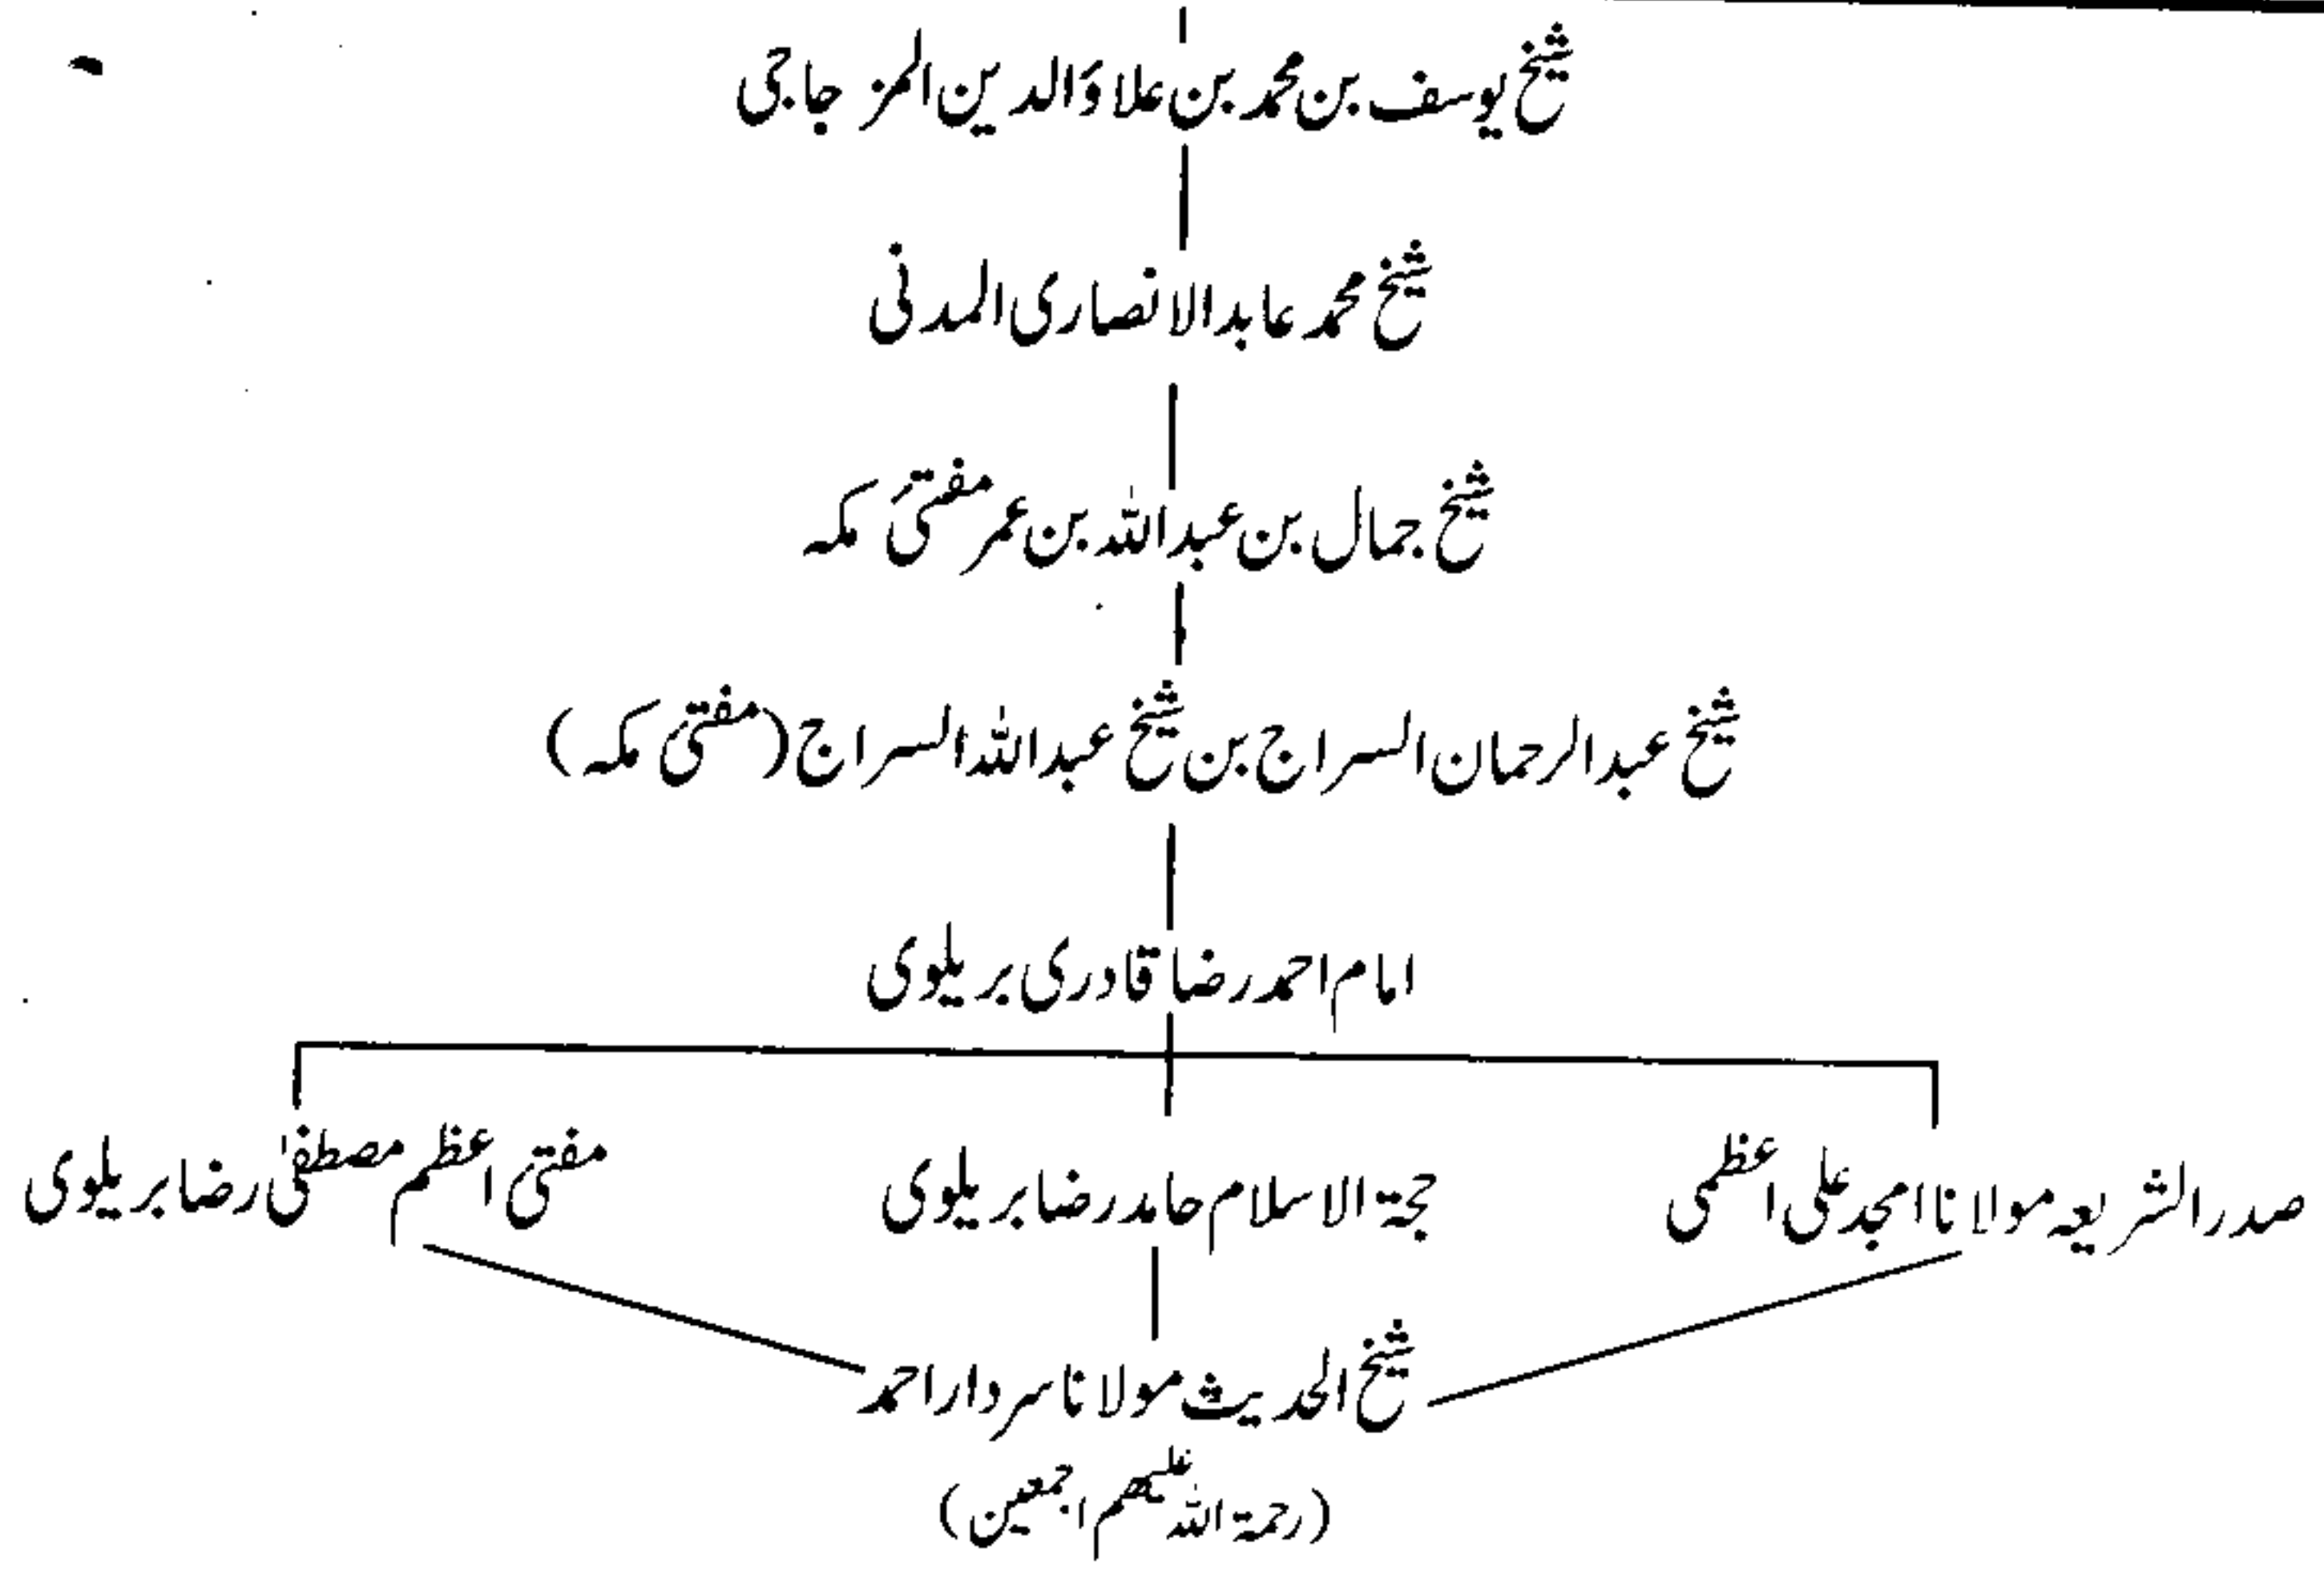 شیخ یوسف بن محمد بن علاؤالدین المزجاجی
شیخ محمد عابد الانصاری المدنی
شیخ جمال بن عبداللہ بن عمر مفتیٔ مکہ
شیخ عبدالرحمان السراج بن شیخ عبداللہ السراج (مفتیٔ مکہ)
امام احمد رضا قادری بریلوی
صدر الشریعہ مولانا امجد علی اعظمی
حجۃ الاسلام حامد رضا بریلوی
مفتیٔ اعظم مصطفیٰ رضا بریلوی
شیخ الحدیث مولانا سردار احمد
(رحمۃ اللہ علیھم اجمعین)